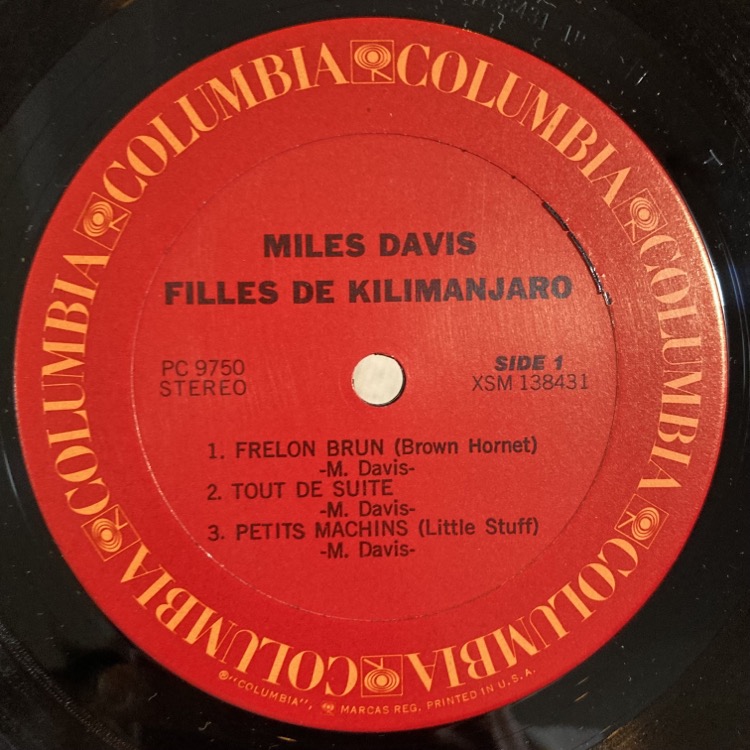 COLUMBIA COLUMBIA COLUMBIA COLUMBIA COLUMBIA COLUMBIA COLUMBIA COLUMBIA
MILES DAVIS
FILLES DE KILIMANJARO
PC 9750
STEREO
SIDE 1
XSM 138431
1. FRELON BRUN (Brown Hornet)
-M. Davis-
2. TOUT DE SUITE
-M. Davis-
3. PETITS MACHINS (Little Stuff)
-M. Davis-
®"COLUMBIA", MARCAS REG. PRINTED IN U.S.A.